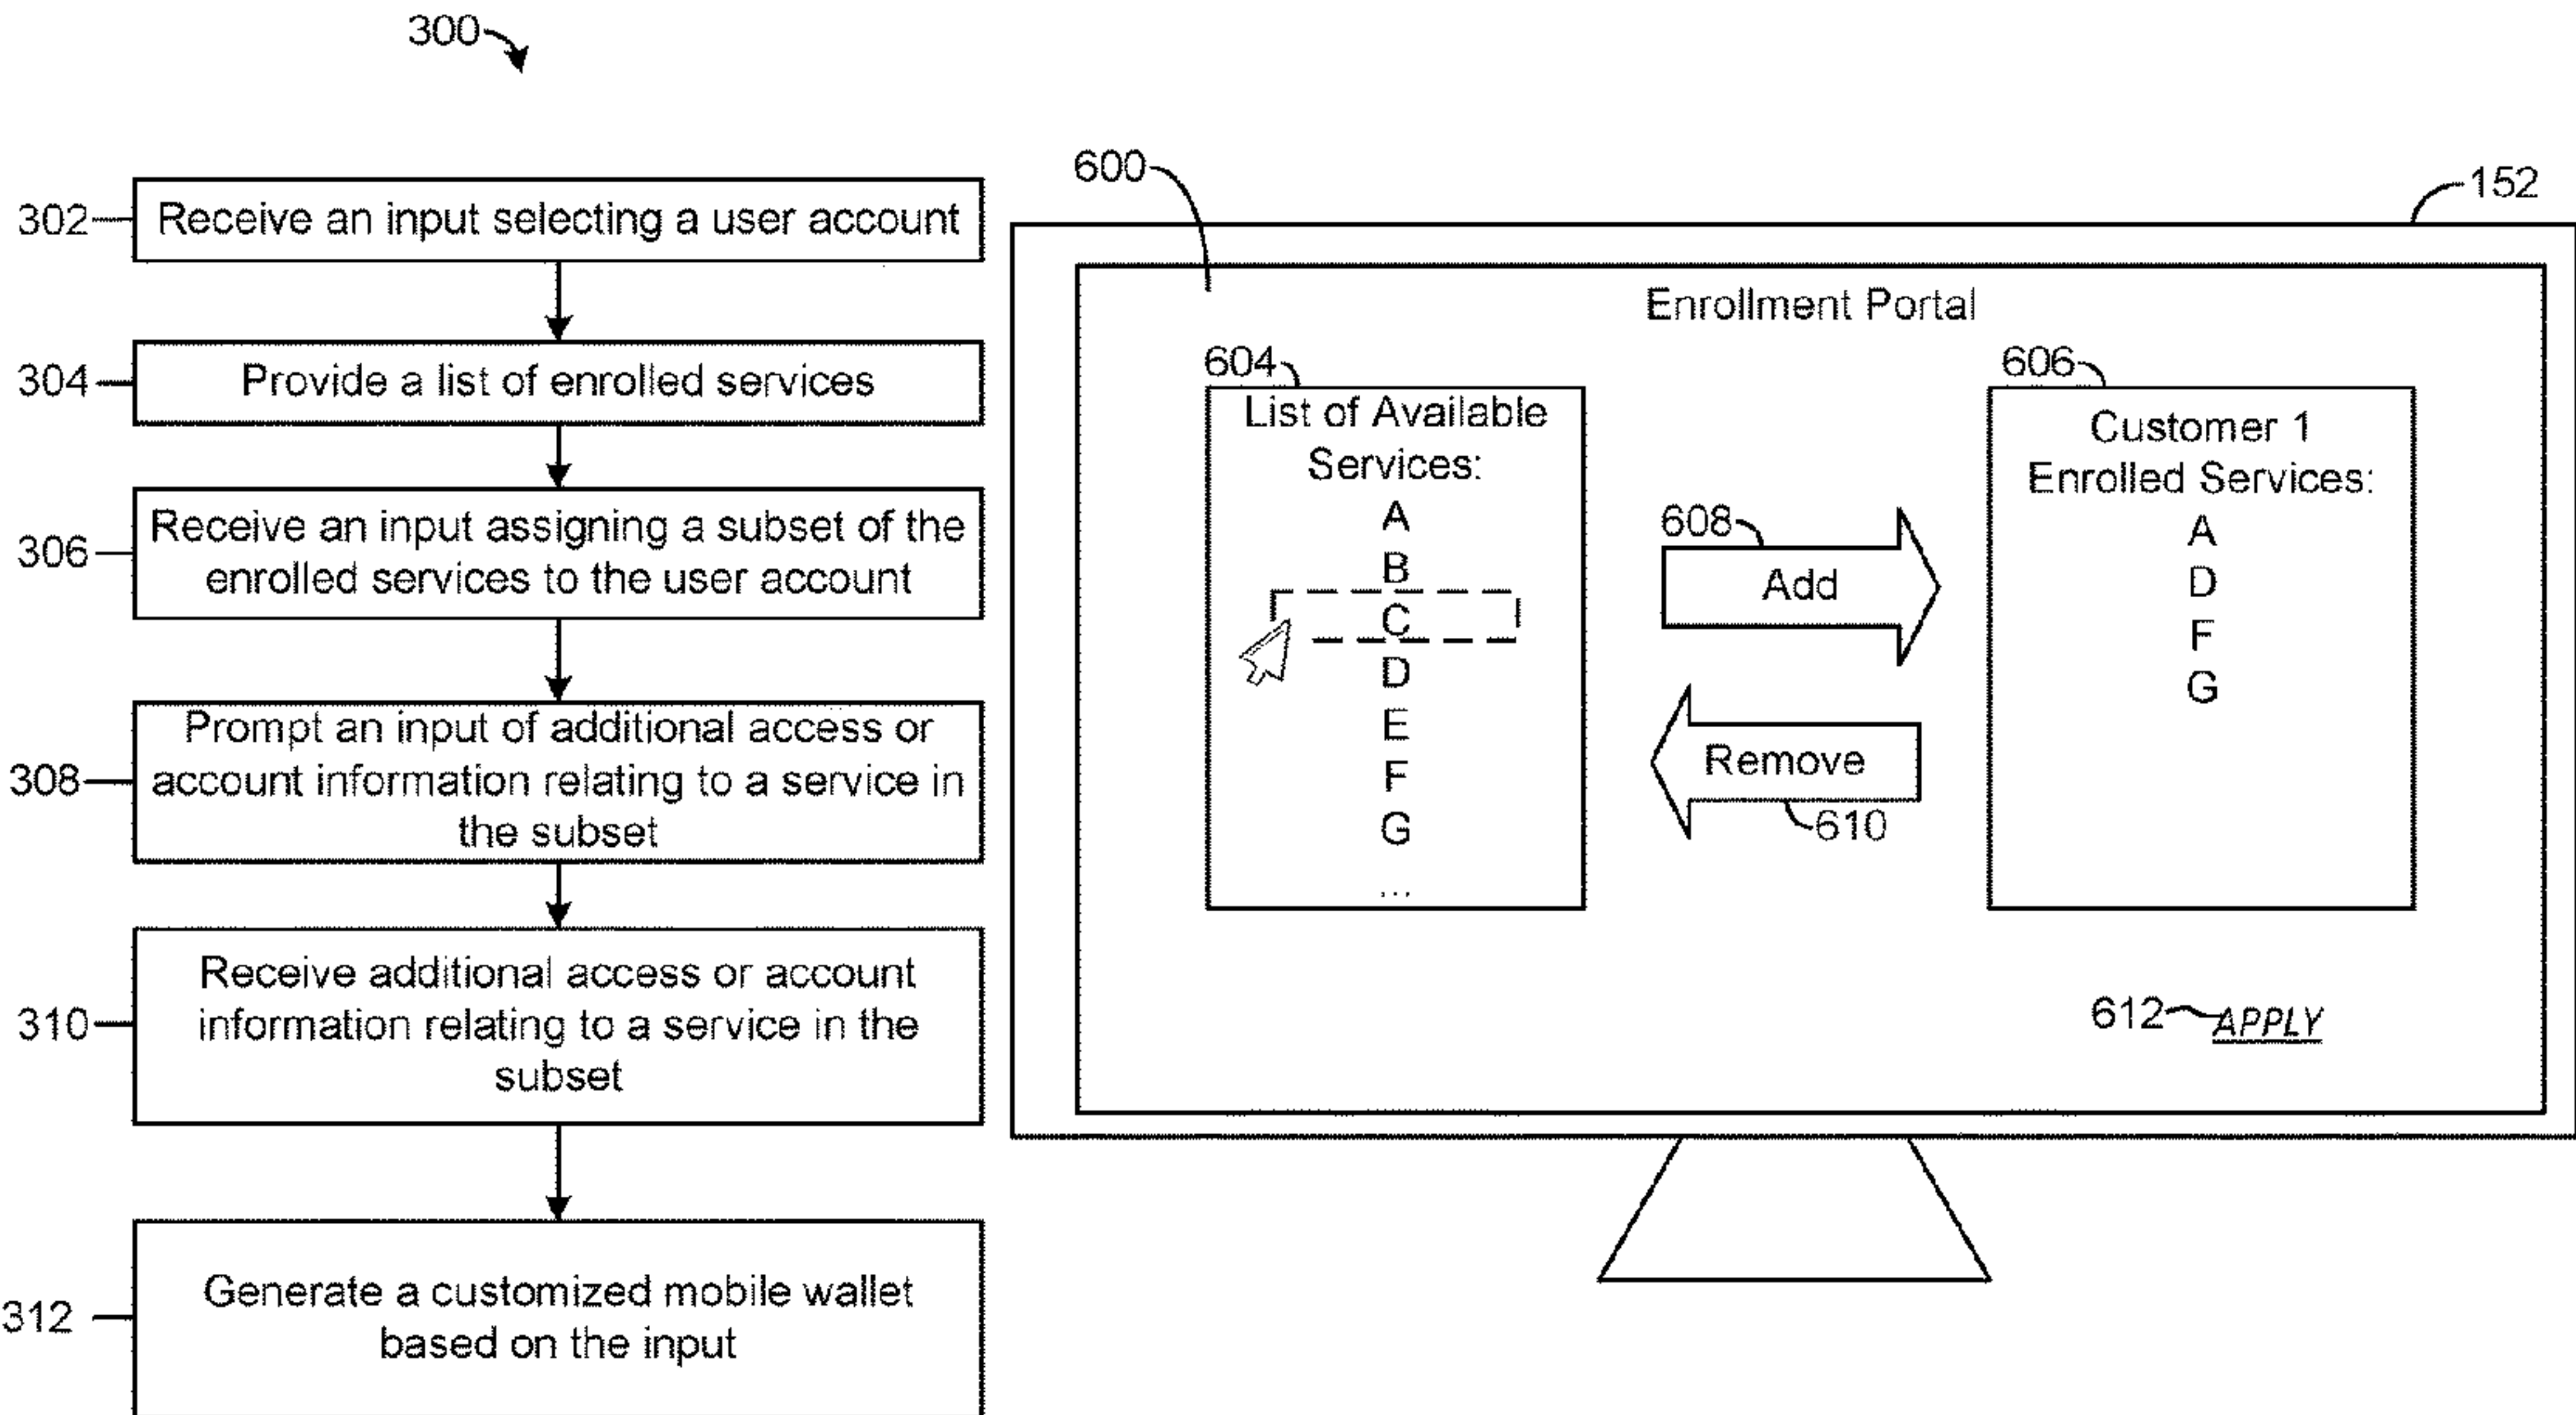 300
302
Receive an input selecting a user account
304
Provide a list of enrolled services
306
Receive an input assigning a subset of the
enrolled services to the user account
308
Prompt an input of additional access or
account information relating to a service in
the subset
310
Receive additional access or account
information relating to a service in the
subset
312
Generate a customized mobile wallet
based on the input
600
152
Enrollment Portal
604
List of Available
Services:
A
B
C
D
E
F
G
...
608
Add
Remove
610
606
Customer 1
Enrolled Services:
A
D
F
G
612
APPLY